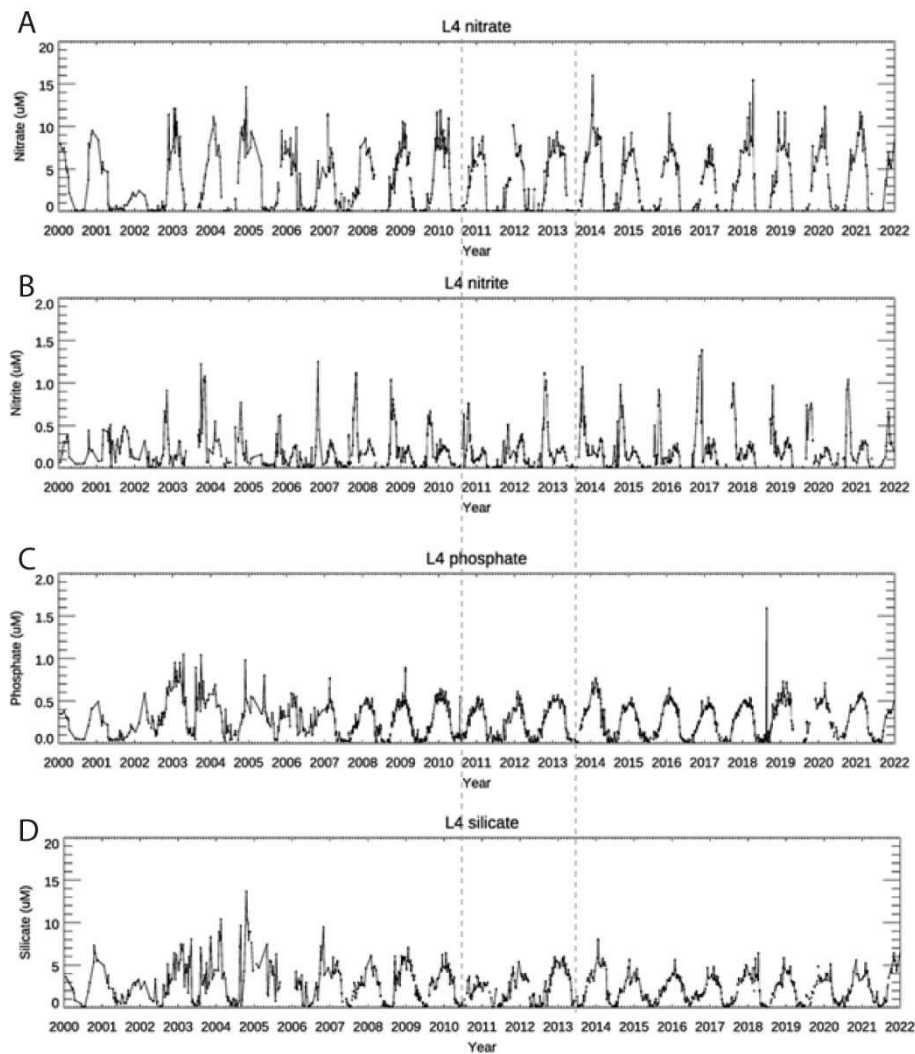 A
L4 nitrate
20
15
10
5
0
Nitrate (uM)
2000 2001 2002 2003 2004 2005 2006 2007 2008 2009 2010 2011 2012 2013 2014 2015 2016 2017 2018 2019 2020 2021 2022
Year
B
L4 nitrite
2.0
1.5
1.0
0.5
0.0
Nitrite (uM)
2000 2001 2002 2003 2004 2005 2006 2007 2008 2009 2010 2011 2012 2013 2014 2015 2016 2017 2018 2019 2020 2021 2022
Year
C
L4 phosphate
2.0
1.5
1.0
0.5
0.0
Phosphate (uM)
2000 2001 2002 2003 2004 2005 2006 2007 2008 2009 2010 2011 2012 2013 2014 2015 2016 2017 2018 2019 2020 2021 2022
Year
D
L4 silicate
20
15
10
5
0
Silicate (uM)
2000 2001 2002 2003 2004 2005 2006 2007 2008 2009 2010 2011 2012 2013 2014 2015 2016 2017 2018 2019 2020 2021 2022
Year